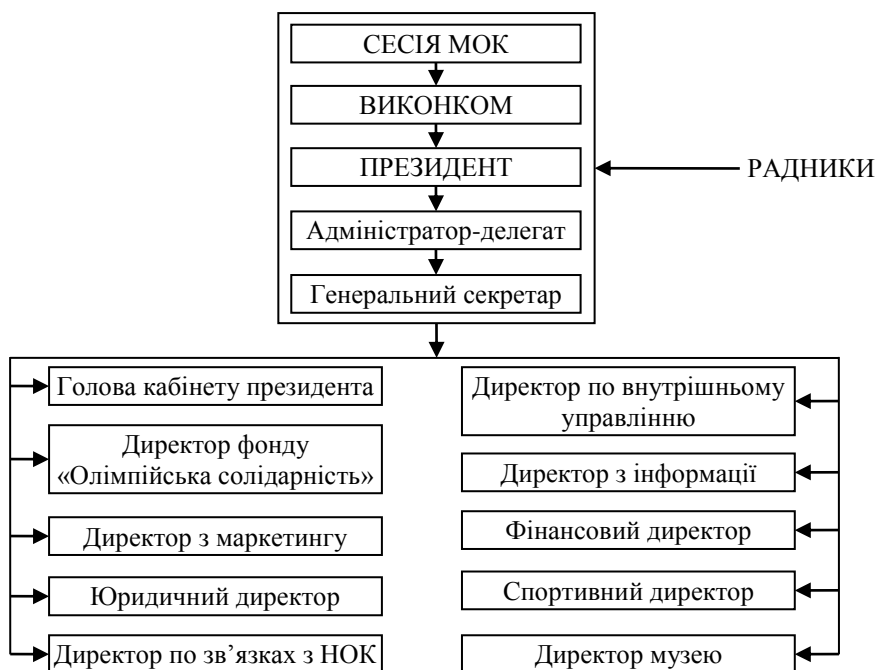 СЕСІЯ МОК
ВИКОНКОМ
ПРЕЗИДЕНТ
РАДНИКИ
Адміністратор-делегат
Генеральний секретар
Голова кабінету президента
Директор фонду
«Олімпійська солідарність»
Директор з маркетингу
Юридичний директор
Директор по зв’язках з НОК
Директор по внутрішньому
управлінню
Директор з інформації
Фінансовий директор
Спортивний директор
Директор музею